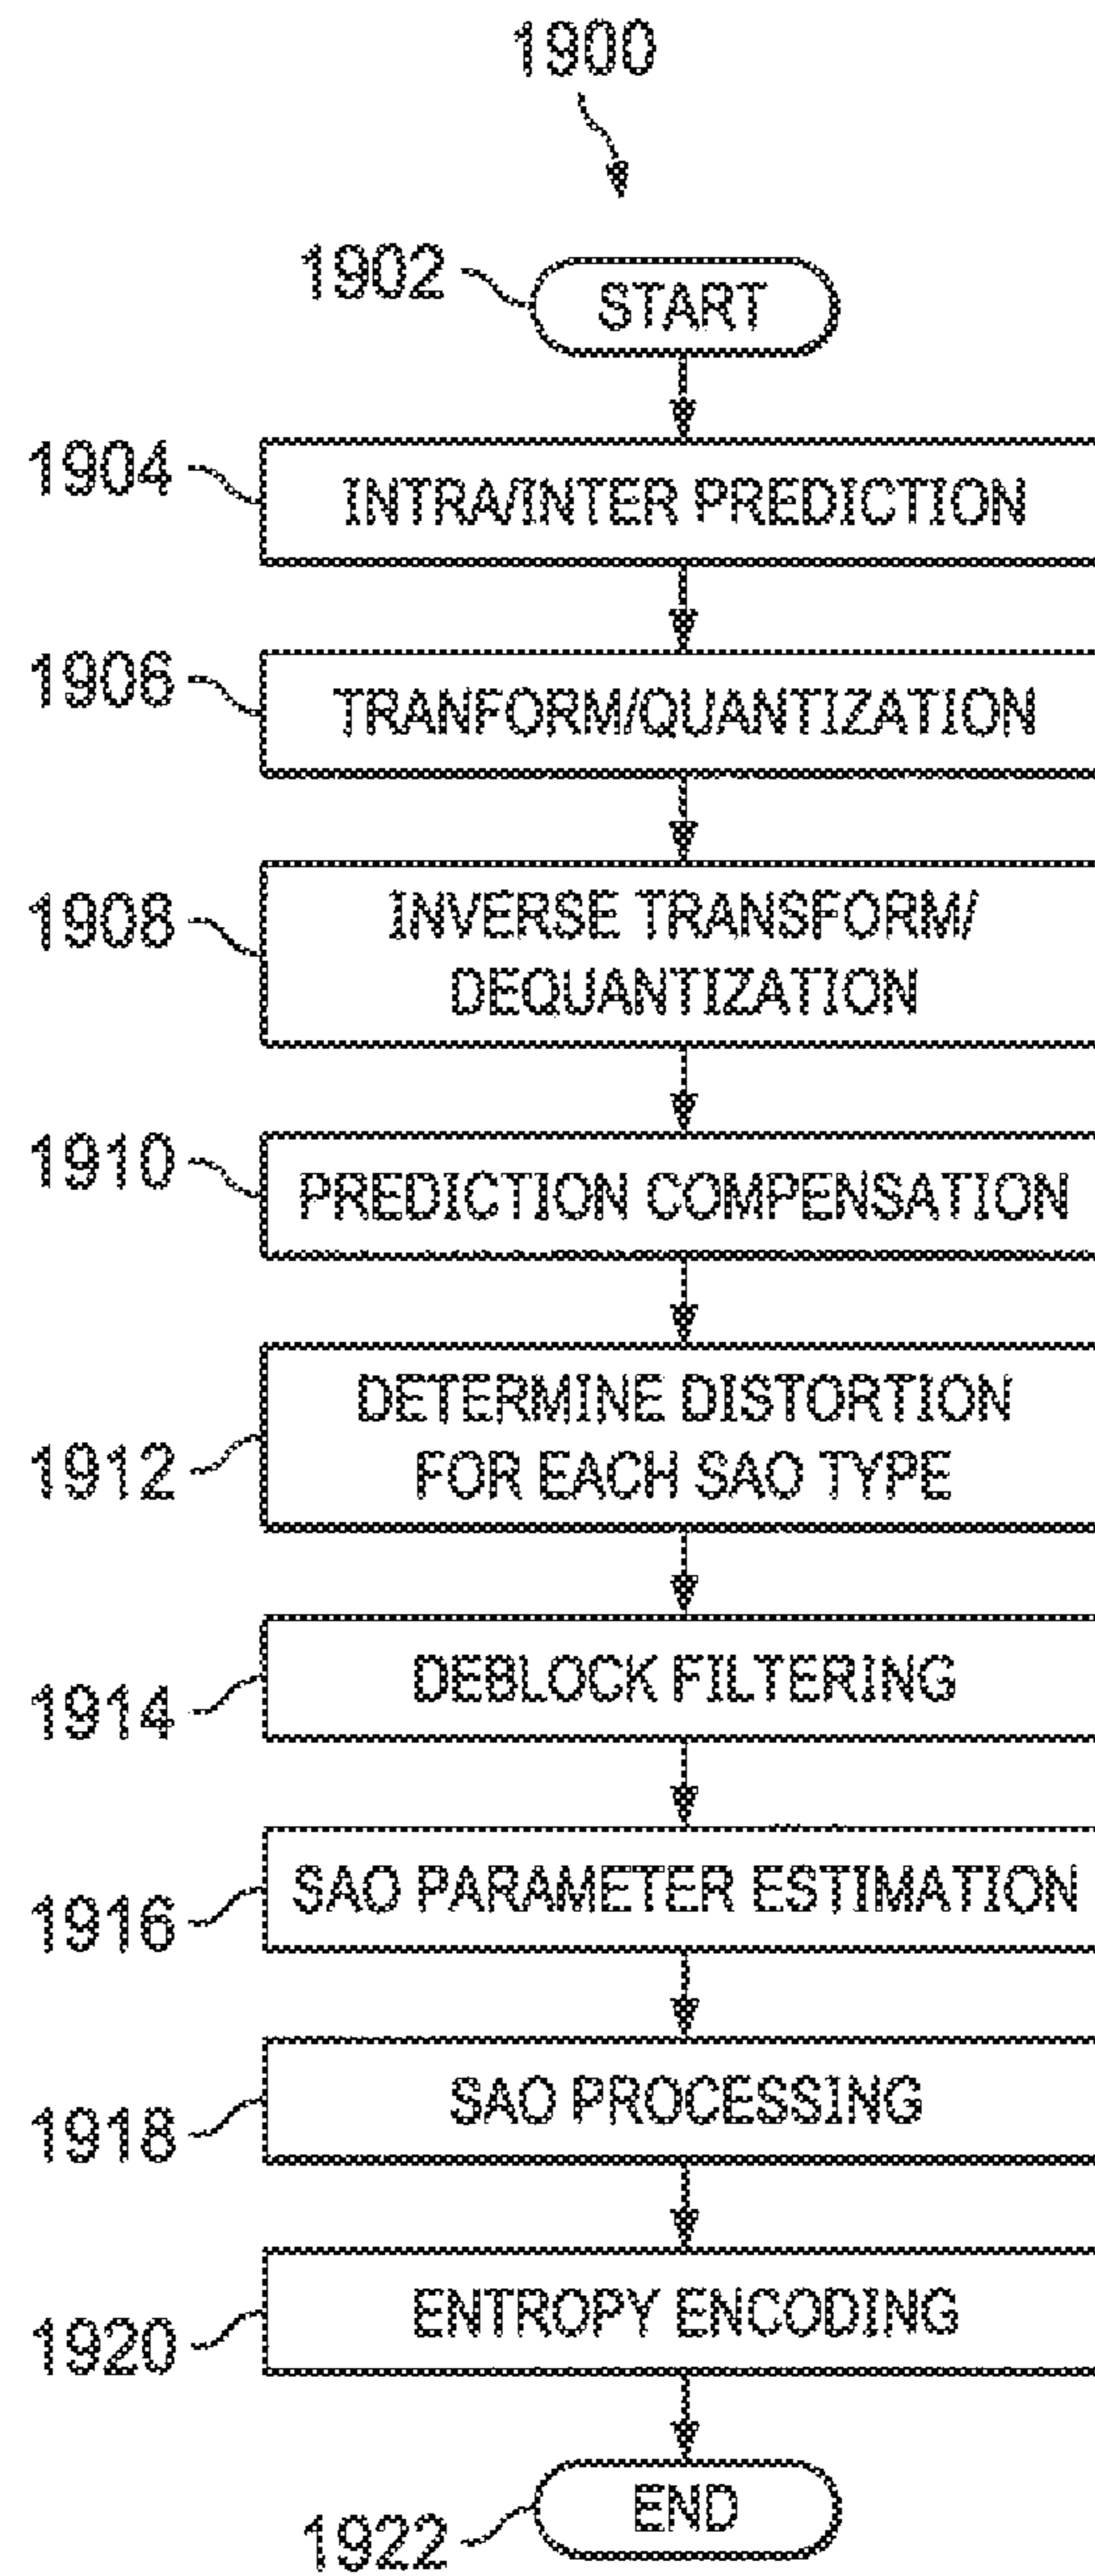 1900
1902
START
1904
INTRA/INTER PREDICTION
1906
TRANFORM/QUANTIZATION
1908
INVERSE TRANSFORM/
DEQUANTIZATION
1910
PREDICTION COMPENSATION
1912
DETERMINE DISTORTION
FOR EACH SAO TYPE
1914
DEBLOCK FILTERING
1916
SAO PARAMETER ESTIMATION
1918
SAO PROCESSING
1920
ENTROPY ENCODING
1922
END